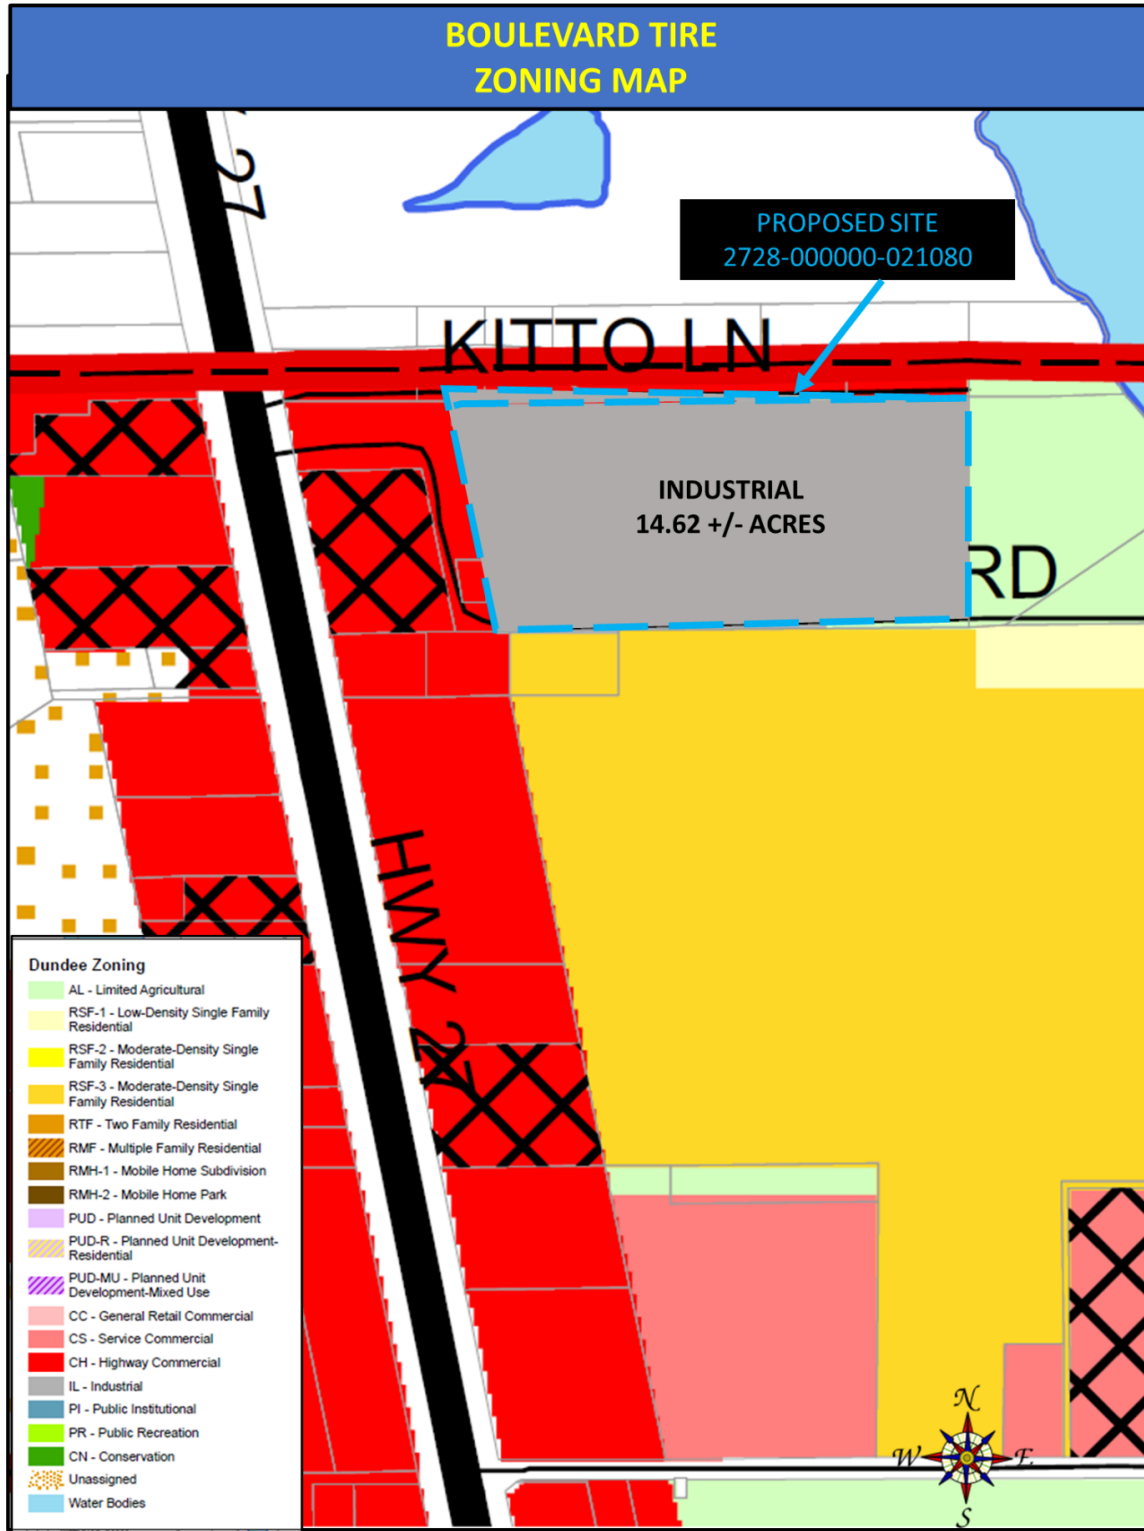 BOULEVARD TIRE
ZONING MAP
27
PROPOSED SITE
2728-000000-021080
KITTO LN
INDUSTRIAL
14.62 +/- ACRES
RD
HWY 27
Dundee Zoning
AL - Limited Agricultural
RSF-1 - Low-Density Single Family
Residential
RSF-2 - Moderate-Density Single
Family Residential
RSF-3 - Moderate-Density Single
Family Residential
RTF - Two Family Residential
RMF - Multiple Family Residential
RMH-1 - Mobile Home Subdivision
RMH-2 - Mobile Home Park
PUD - Planned Unit Development
PUD-R - Planned Unit Development-
Residential
PUD-MU - Planned Unit
Development-Mixed Use
CC - General Retail Commercial
CS - Service Commercial
CH - Highway Commercial
IL - Industrial
PI - Public Institutional
PR - Public Recreation
CN - Conservation
Unassigned
Water Bodies
N
W
E
S